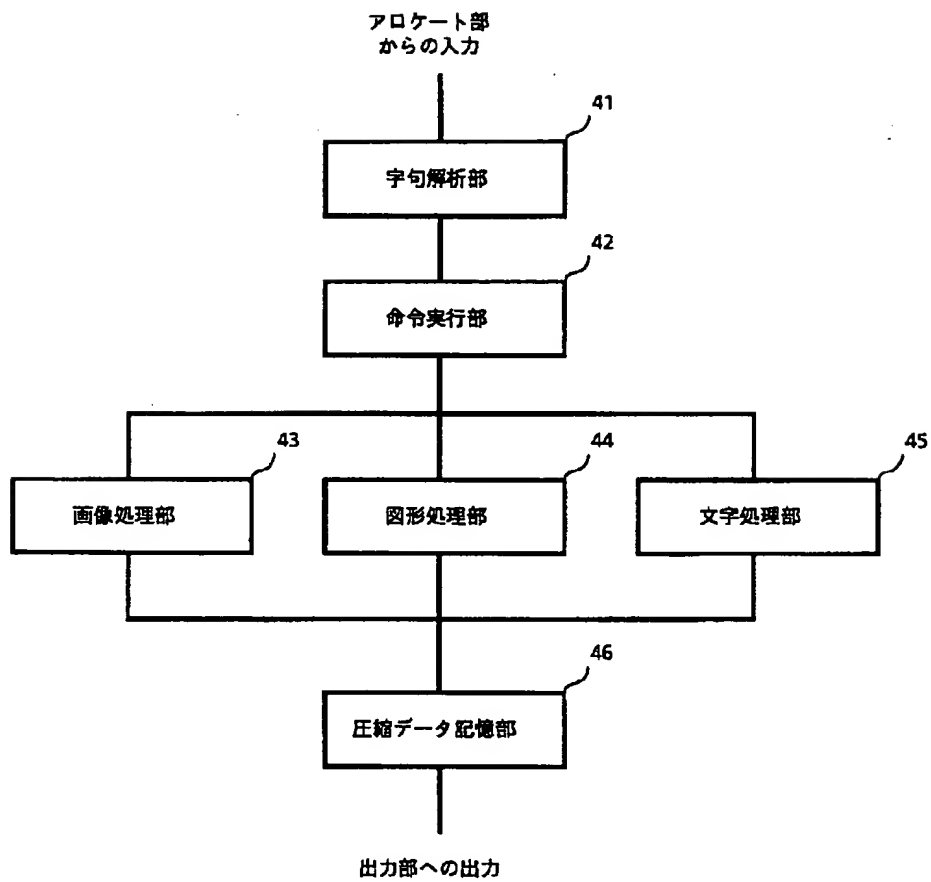 アロケート部
からの入力
41
字句解析部
42
命令実行部
43
44
45
画像処理部
図形処理部
文字処理部
46
圧縮データ記憶部
出力部への出力